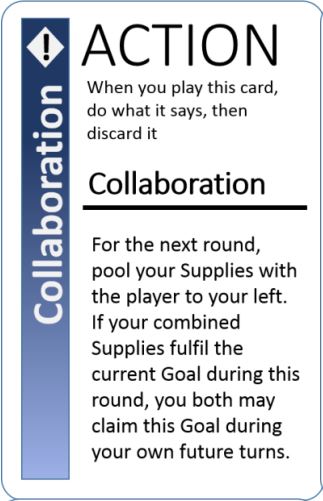 !
ACTION
When you play this card,
do what it says, then
discard it
Collaboration
Collaboration
For the next round,
pool your Supplies with
the player to your left.
If your combined
Supplies fulfil the
current Goal during this
round, you both may
claim this Goal during
your own future turns.